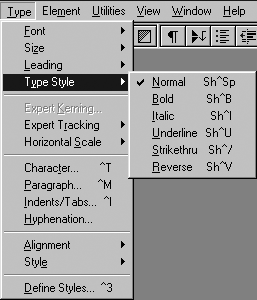 Type Element Utilities View Window Help
Font
Size
Leading
Type Style
Expert Kerning...
Expert Tracking
Horizontal Scale
Character... ^T
Paragraph... ^M
Indents/Tabs... ^I
Hyphenation...
Alignment
Style
Define Styles... ^3
Normal Sh^Sp
Bold Sh^B
Italic Sh^I
Underline Sh^U
Strikethru Sh^/
Reverse Sh^V